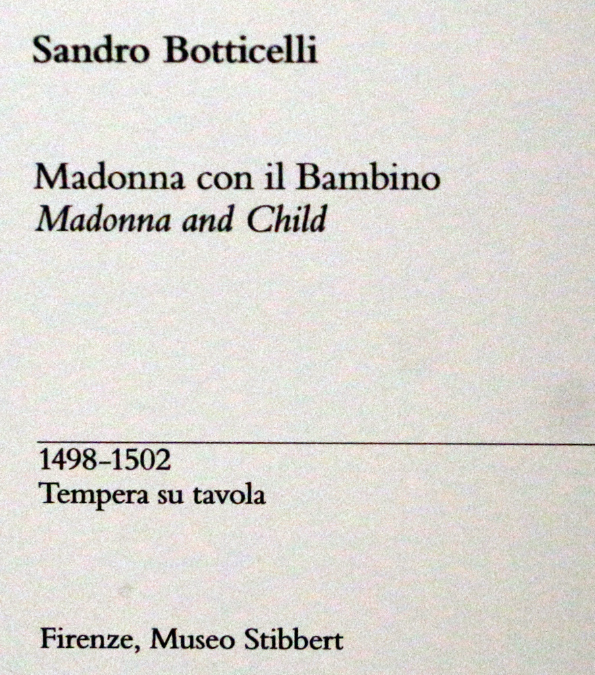 Sandro Botticelli
Madonna con il Bambino
Madonna and Child
1498–1502
Tempera su tavola
Firenze, Museo Stibbert